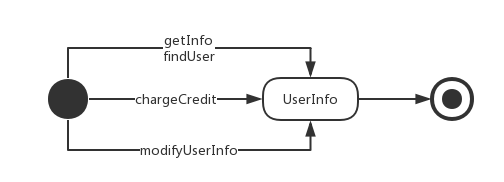 getInfo
findUser
chargeCredit
UserInfo
modifyUserInfo